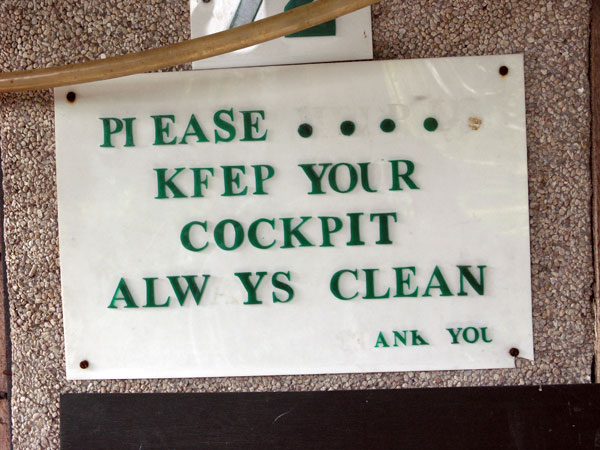 PI EASE ••••
KFEP YOUR
COCKPIT
ALW YS CLEAN
ANK YOU